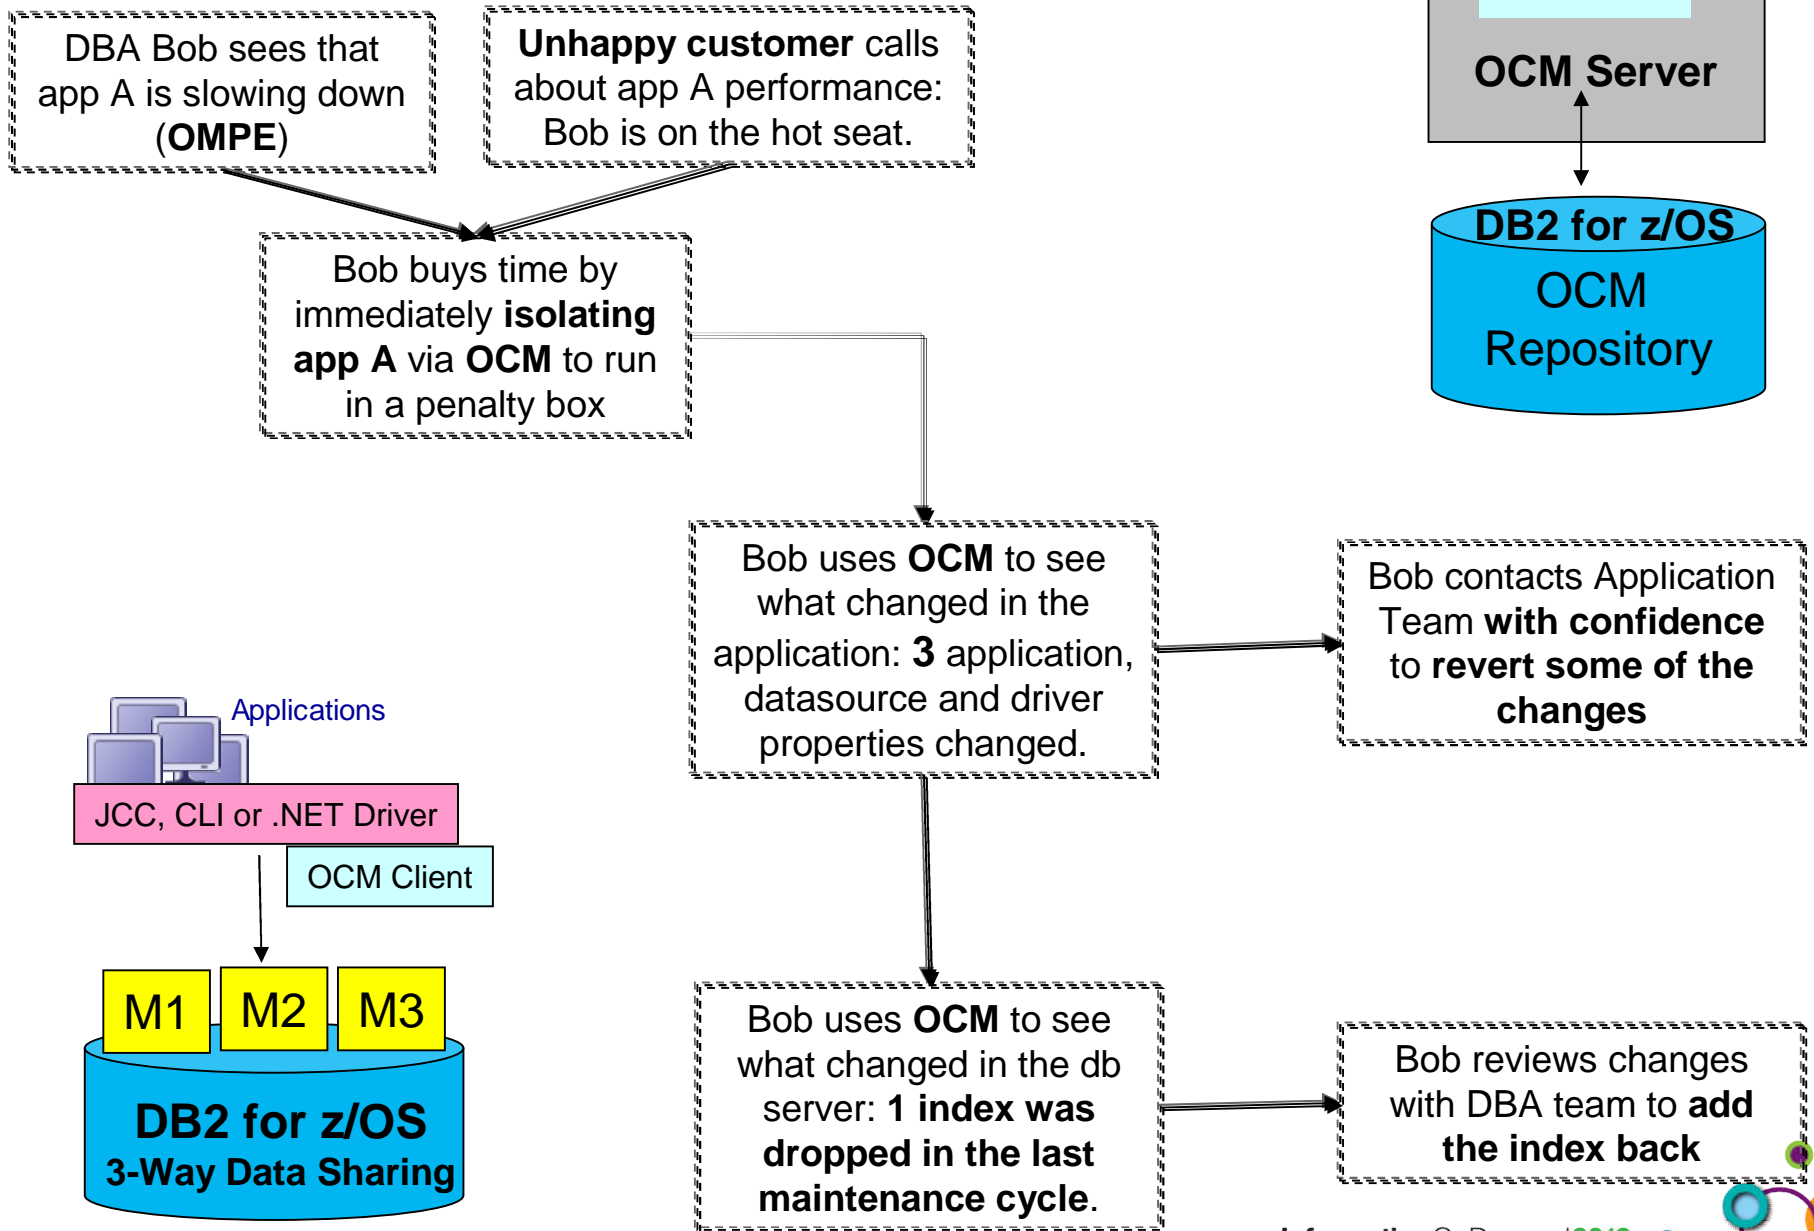 DBA Bob sees that
app A is slowing down
(OMPE)
Unhappy customer calls
about app A performance:
Bob is on the hot seat.
OCM Server
DB2 for z/OS
OCM
Repository
Bob buys time by
immediately isolating
app A via OCM to run
in a penalty box
Bob uses OCM to see
what changed in the
application: 3 application,
datasource and driver
properties changed.
Bob contacts Application
Team with confidence
to revert some of the
changes
Applications
JCC, CLI or .NET Driver
OCM Client
M1
M2
M3
DB2 for z/OS
3-Way Data Sharing
Bob uses OCM to see
what changed in the db
server: 1 index was
dropped in the last
maintenance cycle.
Bob reviews changes
with DBA team to add
the index back